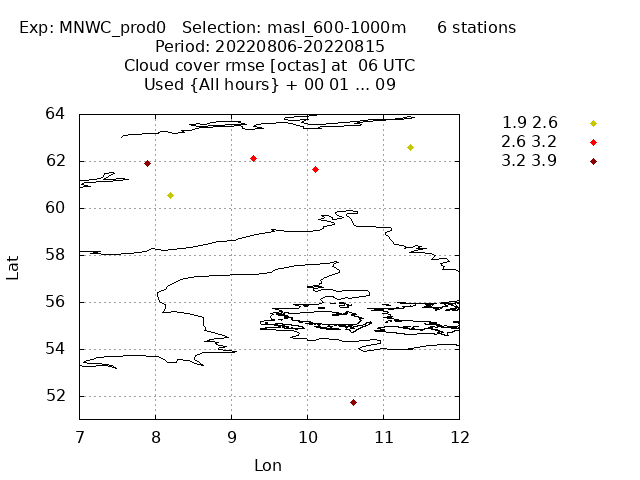 Exp: MNWC_prod0   Selection: masl_600-1000m      6 stations
Period: 20220806-20220815
Cloud cover rmse [octas] at  06 UTC
Used {All hours} + 00 01 ... 09
1.9 2.6
2.6 3.2
3.2 3.9
64
62
60
58
56
54
52
Lat
7 8 9 10 11 12
Lon